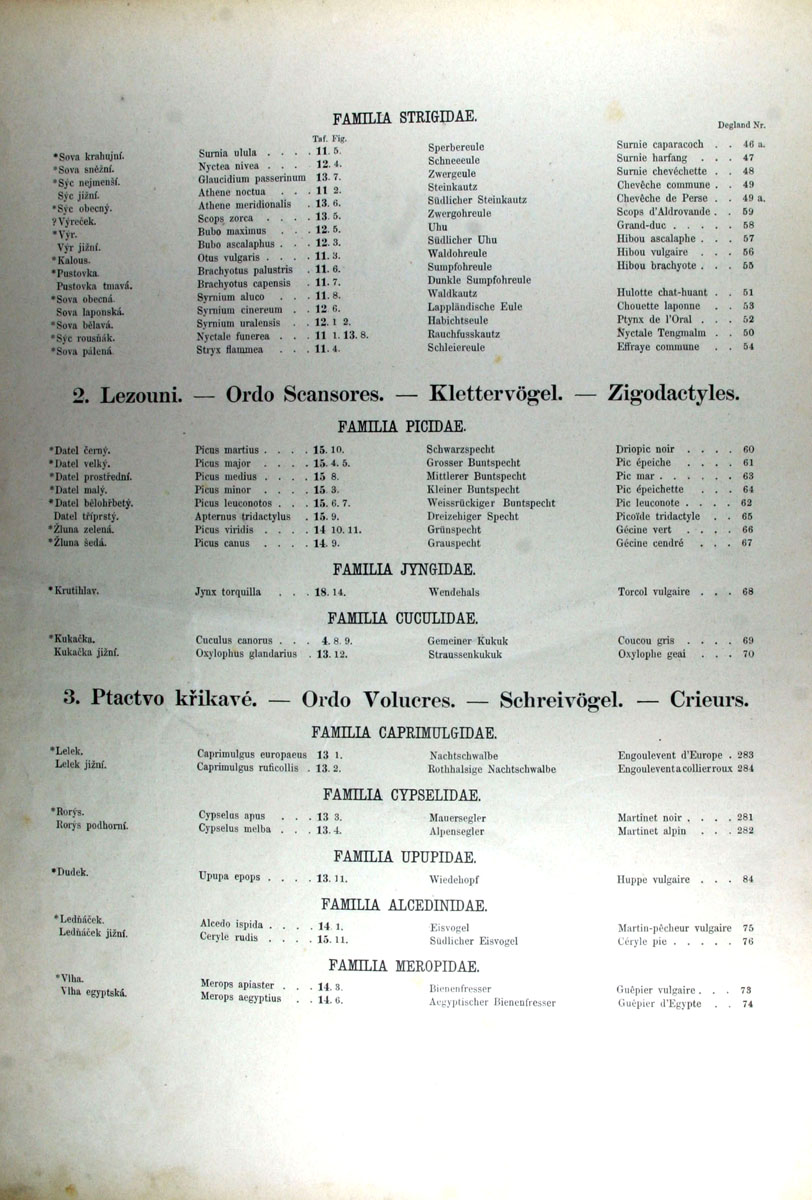 FAMILIA STRIGIDAE.
Taf. Fig. Degland Nr.
*Sova krahujní. Surnia ulula . . . . 11. 5. Sperbereule Surnie caparacoch . . 46 a.
*Sova sněžní. Nyctea nivea . . . . 12. 4. Schneeeule Surnie harfang . . . 47
*Sýc nejmenší. Glaucidium passerinum 13. 7. Zwergeule Surnie chevêchette . . 48
Sýc jižní. Athene noctua . . . 11 2. Steinkautz Chevêche commune . . 49
*Sýc obecný. Athene meridionalis . 13. 6. Südlicher Steinkautz Chevêche de Perse . . 49 a.
?Výreček. Scops zorca . . . . 13. 5. Zwergohreule Scops d'Aldrovande . . 59
*Výr. Bubo maximus . . . 12. 5. Uhu Grand-duc . . . . . 58
Výr jižní. Bubo ascalaphus . . . 12. 3. Südlicher Uhu Hibou ascalaphe . . . 57
*Kalous. Otus vulgaris . . . . 11. 3. Waldohreule Hibou vulgaire . . . 56
*Pustovka. Brachyotus palustris . 11. 6. Sumpfohreule Hibou brachyote . . . 55
Pustovka tmavá. Brachyotus capensis . 11. 7. Dunkle Sumpfohreule
*Sova obecná. Syrnium aluco . . . 11. 8. Waldkautz Hulotte chat-huant . . 51
Sova laponská. Syrnium cinereum . . 12 6. Lappländische Eule Chouette laponne . . 53
*Sova bělavá. Syrnium uralensis . . 12. 1 2. Habichtseule Ptynx de l'Oral . . . 52
*Sýc rousňák. Nyctale funerea . . . 11 1. 13. 8. Rauchfusskautz Nyctale Tengmalm . . 50
*Sova pálená. Stryx flammea . . . 11. 4. Schleiereule Effraye commune . . 54
2. Lezouni. — Ordo Scansores. — Klettervögel. — Zigodactyles.
FAMILIA PICIDAE.
*Datel černý. Picus martius . . . . 15. 10. Schwarzspecht Driopic noir . . . . 60
*Datel velký. Picus major . . . . 15. 4. 5. Grosser Buntspecht Pic épeiche . . . . 61
*Datel prostřední. Picus medius . . . . 15 8. Mittlerer Buntspecht Pic mar . . . . . . 63
*Datel malý. Picus minor . . . . 15. 3. Kleiner Buntspecht Pic épeichette . . . 64
*Datel bělohřbetý. Picus leuconotos . . . 15. 6. 7. Weissrückiger Buntspecht Pic leuconote . . . . 62
Datel tříprstý. Apternus tridactylus . 15. 9. Dreizehiger Specht Picoïde tridactyle . . 65
*Žluna zelená. Picus viridis . . . . 14 10. 11. Grünspecht Gécine vert . . . . 66
*Žluna šedá. Picus canus . . . . 14. 9. Grauspecht Gécine cendré . . . 67
FAMILIA JYNGIDAE.
*Krutihlav. Jynx torquilla . . . 18. 14. Wendehals Torcol vulgaire . . . 68
FAMILIA CUCULIDAE.
*Kukačka. Cuculus canorus . . . 4. 8. 9. Gemeiner Kukuk Coucou gris . . . . 69
Kukačka jižní. Oxylophus glandarius . 13. 12. Straussenkukuk Oxylophe geai . . . 70
3. Ptactvo křikavé. — Ordo Volucres. — Schreivögel. — Crieurs.
FAMILIA CAPRIMULGIDAE.
*Lelek. Caprimulgus europaeus 13 1. Nachtschwalbe Engoulevent d'Europe . 283
Lelek jižní. Caprimulgus ruficollis . 13. 2. Rothhalsige Nachtschwalbe Engoulevent a collier roux 284
FAMILIA CYPSELIDAE.
*Rorýs. Cypselus apus . . . 13 3. Mauersegler Martinet noir . . . . 281
Rorýs podhorní. Cypselus melba . . . 13. 4. Alpensegler Martinet alpin . . . 282
FAMILIA UPUPIDAE.
*Dudek. Upupa epops . . . . 13. 11. Wiedehopf Huppe vulgaire . . . 84
FAMILIA ALCEDINIDAE.
*Ledňáček. Alcedo ispida . . . . 14. 1. Eisvogel Martin-pêcheur vulgaire 75
Ledňáček jižní. Ceryle rudis . . . . 15. 11. Südlicher Eisvogel Céryle pie . . . . . 76
FAMILIA MEROPIDAE.
*Vlha. Merops apiaster . . . 14. 3. Bienenfresser Guêpier vulgaire . . . 73
Vlha egyptská. Merops aegyptius . . 14. 6. Aegyptischer Bienenfresser Guêpier d'Egypte . . 74